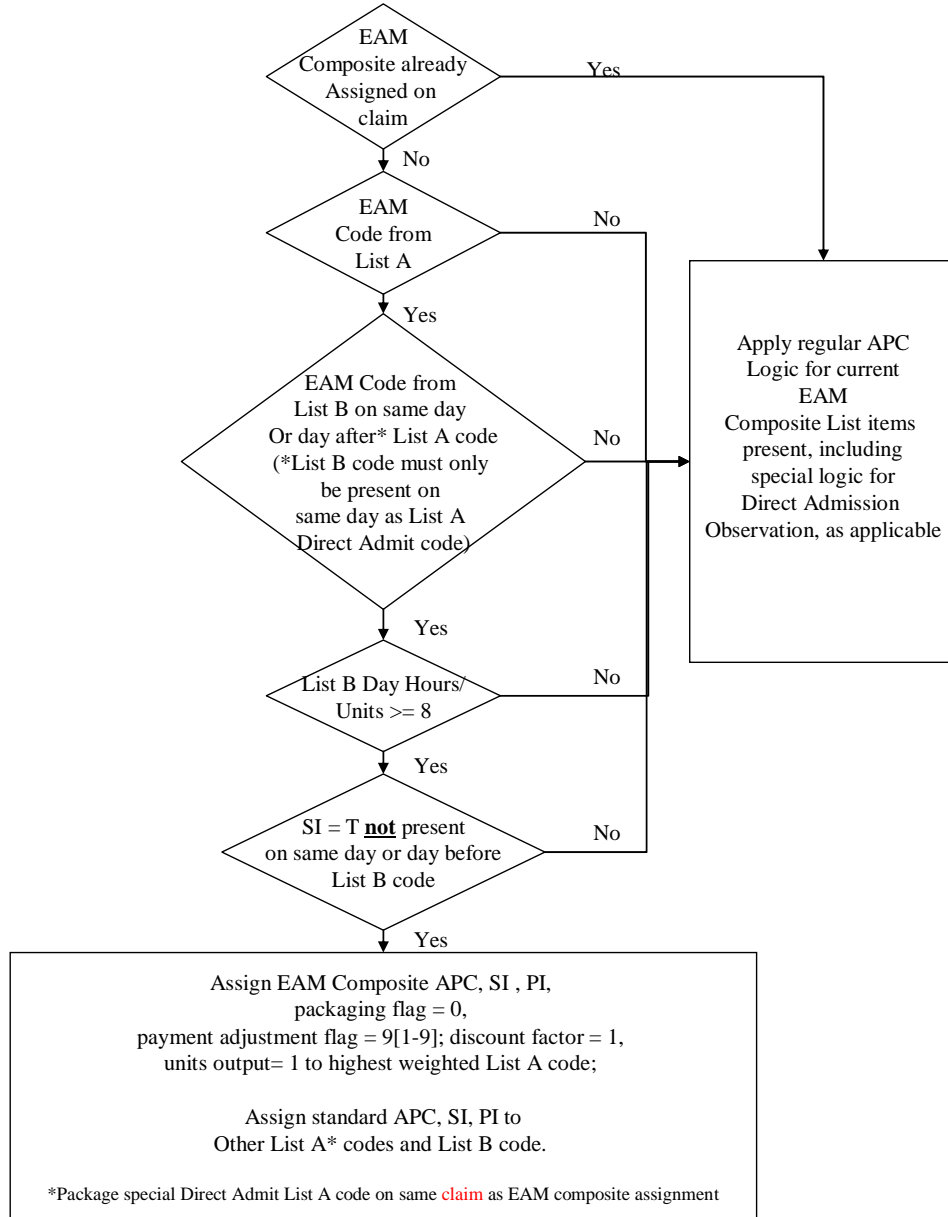 EAM
Composite already
Assigned on
claim
Yes
No
EAM
Code from
List A
No
Yes
EAM Code from
List B on same day
Or day after* List A code
(*List B code must only
be present on
same day as List A
Direct Admit code)
No
Apply regular APC
Logic for current
EAM
Composite List items
present, including
special logic for
Direct Admission
Observation, as applicable
Yes
List B Day Hours/
Units >= 8
No
Yes
SI = T not present
on same day or day before
List B code
No
Yes
Assign EAM Composite APC, SI , PI,
packaging flag = 0,
payment adjustment flag = 9[1-9]; discount factor = 1,
units output= 1 to highest weighted List A code;
Assign standard APC, SI, PI to
Other List A* codes and List B code.
*Package special Direct Admit List A code on same claim as EAM composite assignment